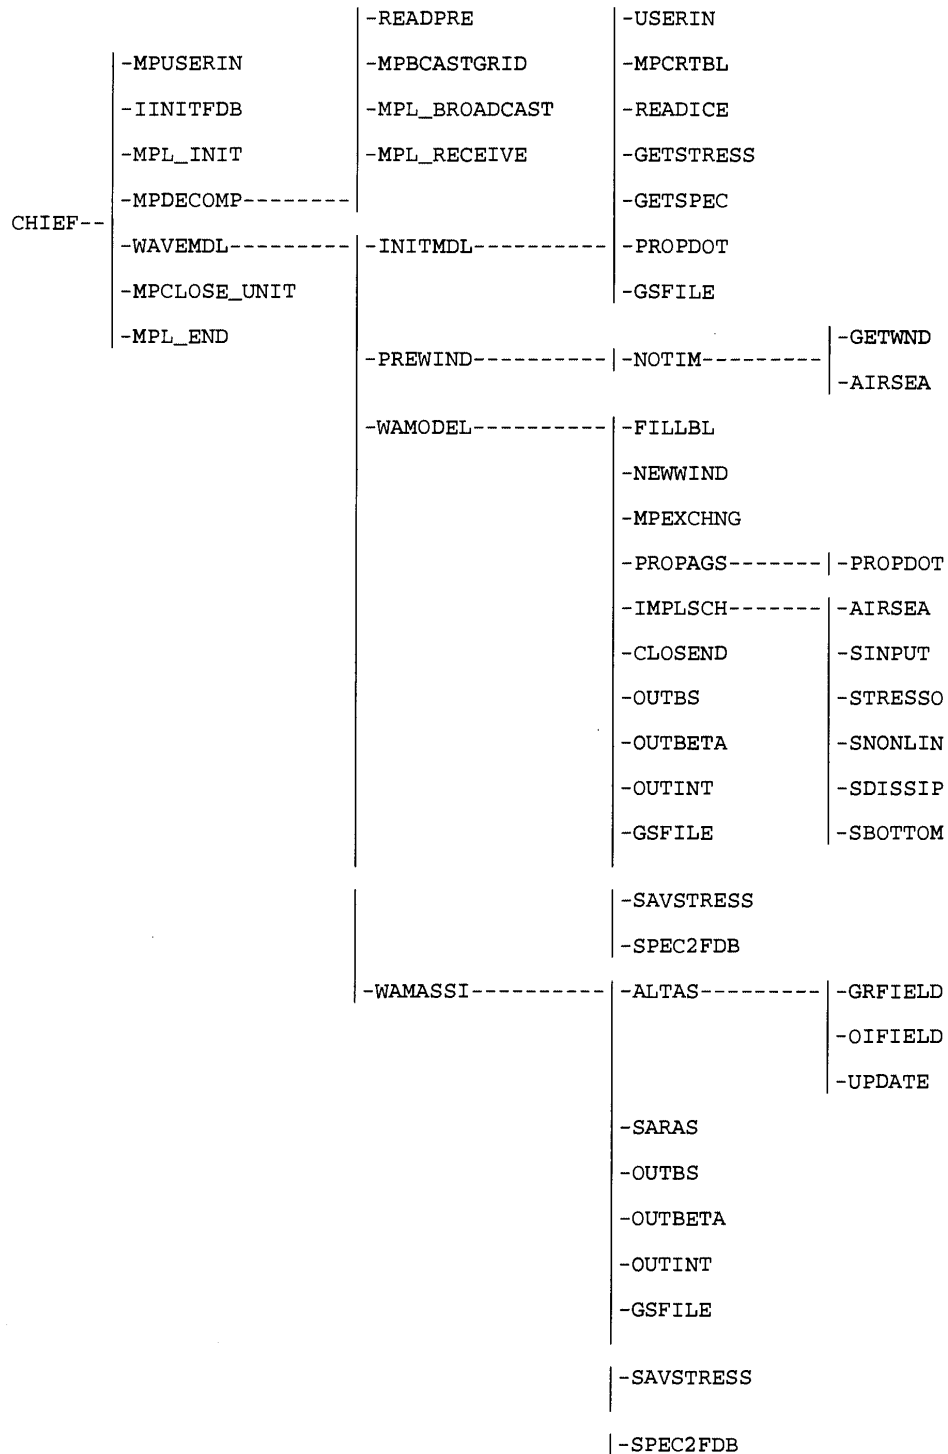 -READPRE -USERIN
-MPUSERIN -MPBCASTGRID -MPCRTBL
-IINITFDB -MPL_BROADCAST -READICE
-MPL_INIT -MPL_RECEIVE -GETSTRESS
-MPDECOMP-------- -GETSPEC
CHIEF--
-WAVEMDL--------- -INITMDL---------- -PROPDOT
-MPCLOSE_UNIT -GSFILE
-MPL_END -GETWND
-PREWIND---------- -NOTIM---------
-AIRSEA
-WAMODEL---------- -FILLBL
-NEWWIND
-MPEXCHNG
-PROPAGS------- -PROPDOT
-IMPLSCH------- -AIRSEA
-CLOSEND -SINPUT
-OUTBS -STRESSO
-OUTBETA -SNONLIN
-OUTINT -SDISSIP
-GSFILE -SBOTTOM
-SAVSTRESS
-SPEC2FDB
-WAMASSI---------- -ALTAS--------- -GRFIELD
-OIFIELD
-UPDATE
-SARAS
-OUTBS
-OUTBETA
-OUTINT
-GSFILE
-SAVSTRESS
-SPEC2FDB